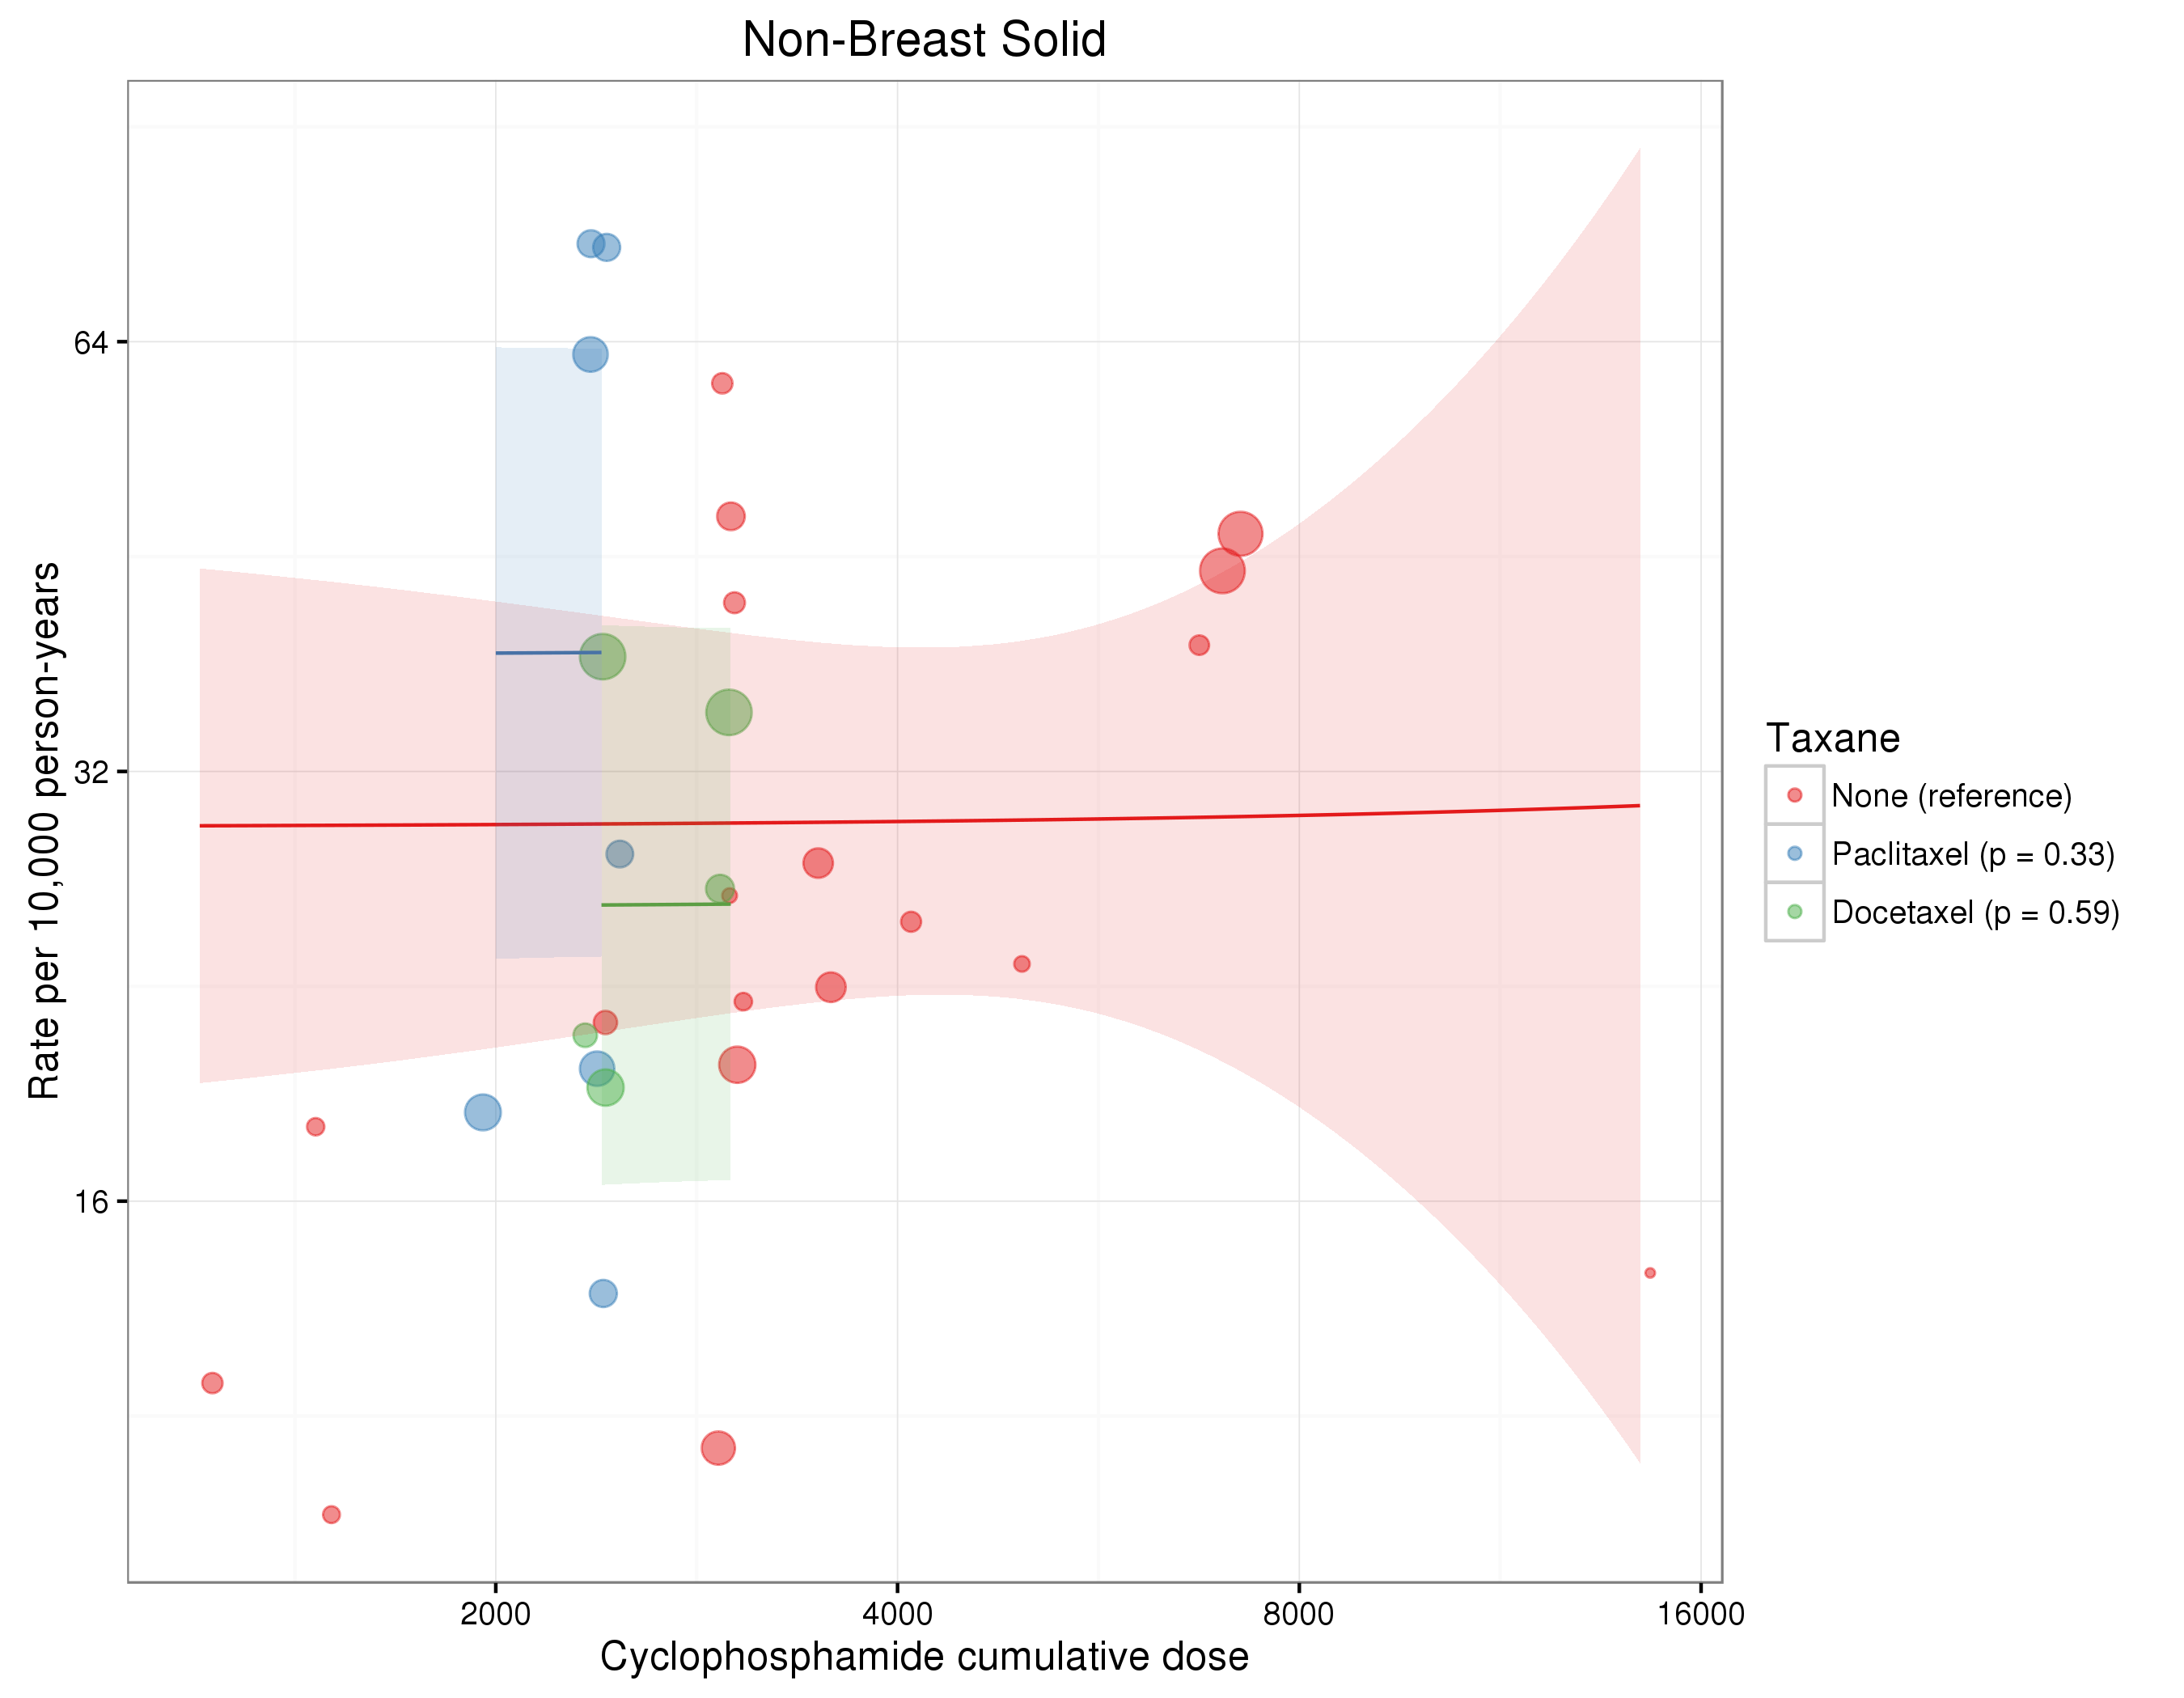 Non-Breast Solid
Rate per 10,000 person-years
64
32
16
2000
4000
8000
16000
Cyclophosphamide cumulative dose
Taxane
None (reference)
Paclitaxel (p = 0.33)
Docetaxel (p = 0.59)